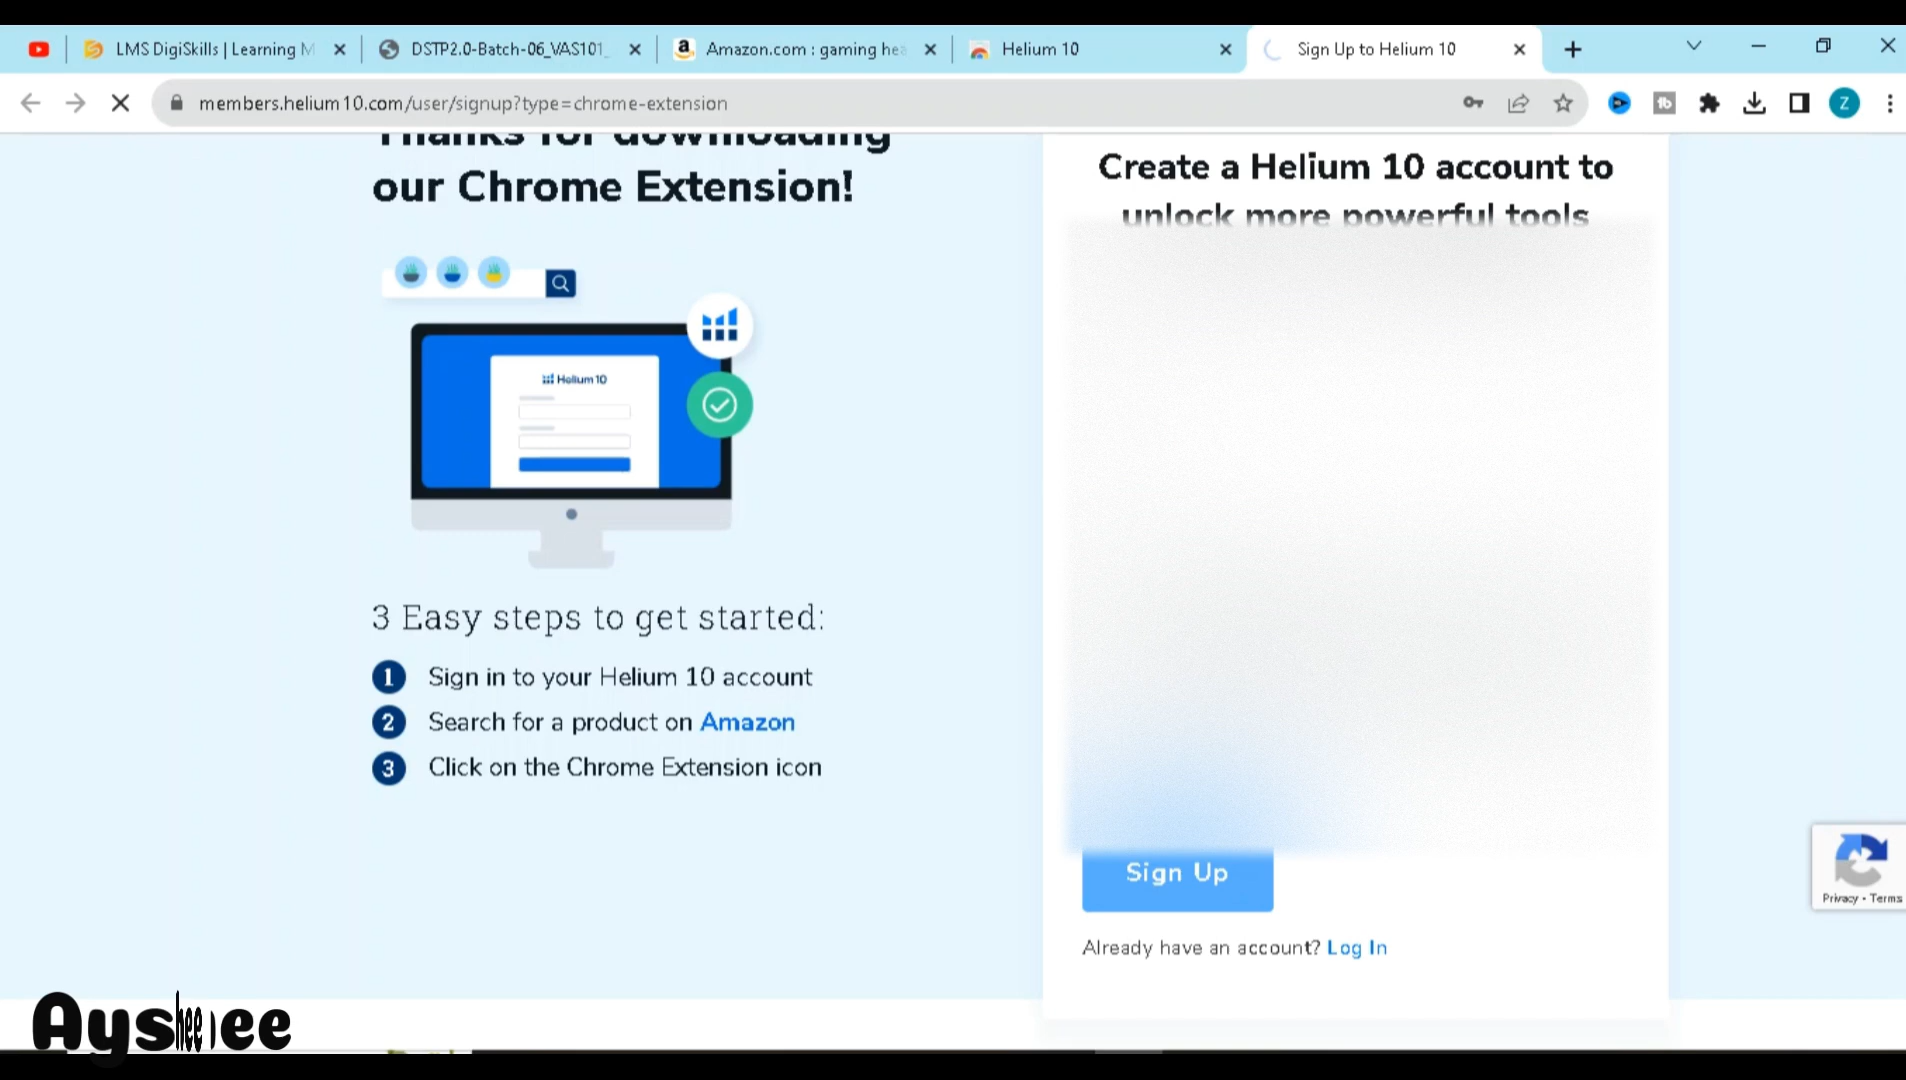 LMS DigiSkills | Learning M
DSTP2.0-Batch-06_VAS101_
Amazon.com : gaming hea
Helium 10
Sign Up to Helium 10
members.helium10.com/user/signup?type=chrome-extension
Z
Thanks for downloading
our Chrome Extension!
Helium 10
3 Easy steps to get started:
1 Sign in to your Helium 10 account
2 Search for a product on Amazon
3 Click on the Chrome Extension icon
Create a Helium 10 account to
unlock more powerful tools
Sign Up
Already have an account? Log In
Privacy - Terms